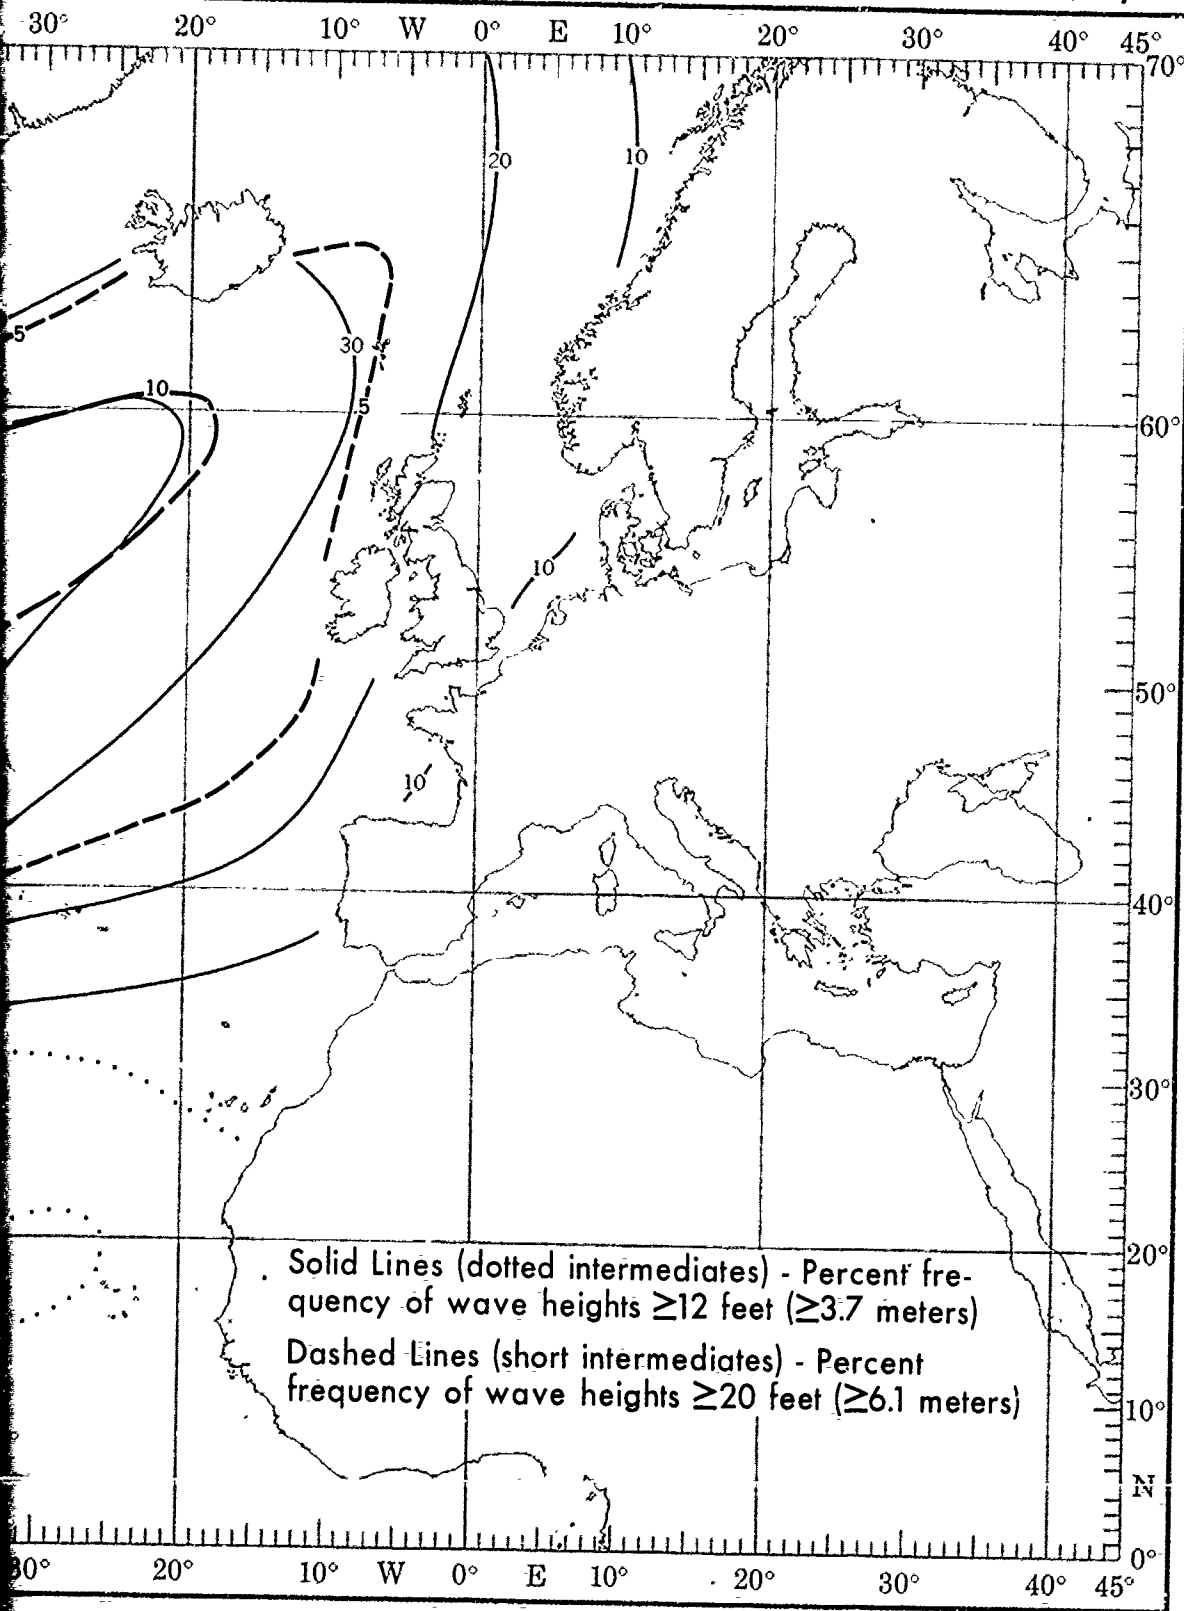 30° 20° 10° W 0° E 10° 20° 30° 40° 45°
70°
20 10
5
30
10
5
60°
10
50°
10
40°
30°
20°
Solid Lines (dotted intermediates) - Percent fre-
quency of wave heights ≥12 feet (≥3.7 meters)
Dashed Lines (short intermediates) - Percent
frequency of wave heights ≥20 feet (≥6.1 meters)
10°
N
0°
30° 20° 10° W 0° E 10° 20° 30° 40° 45°